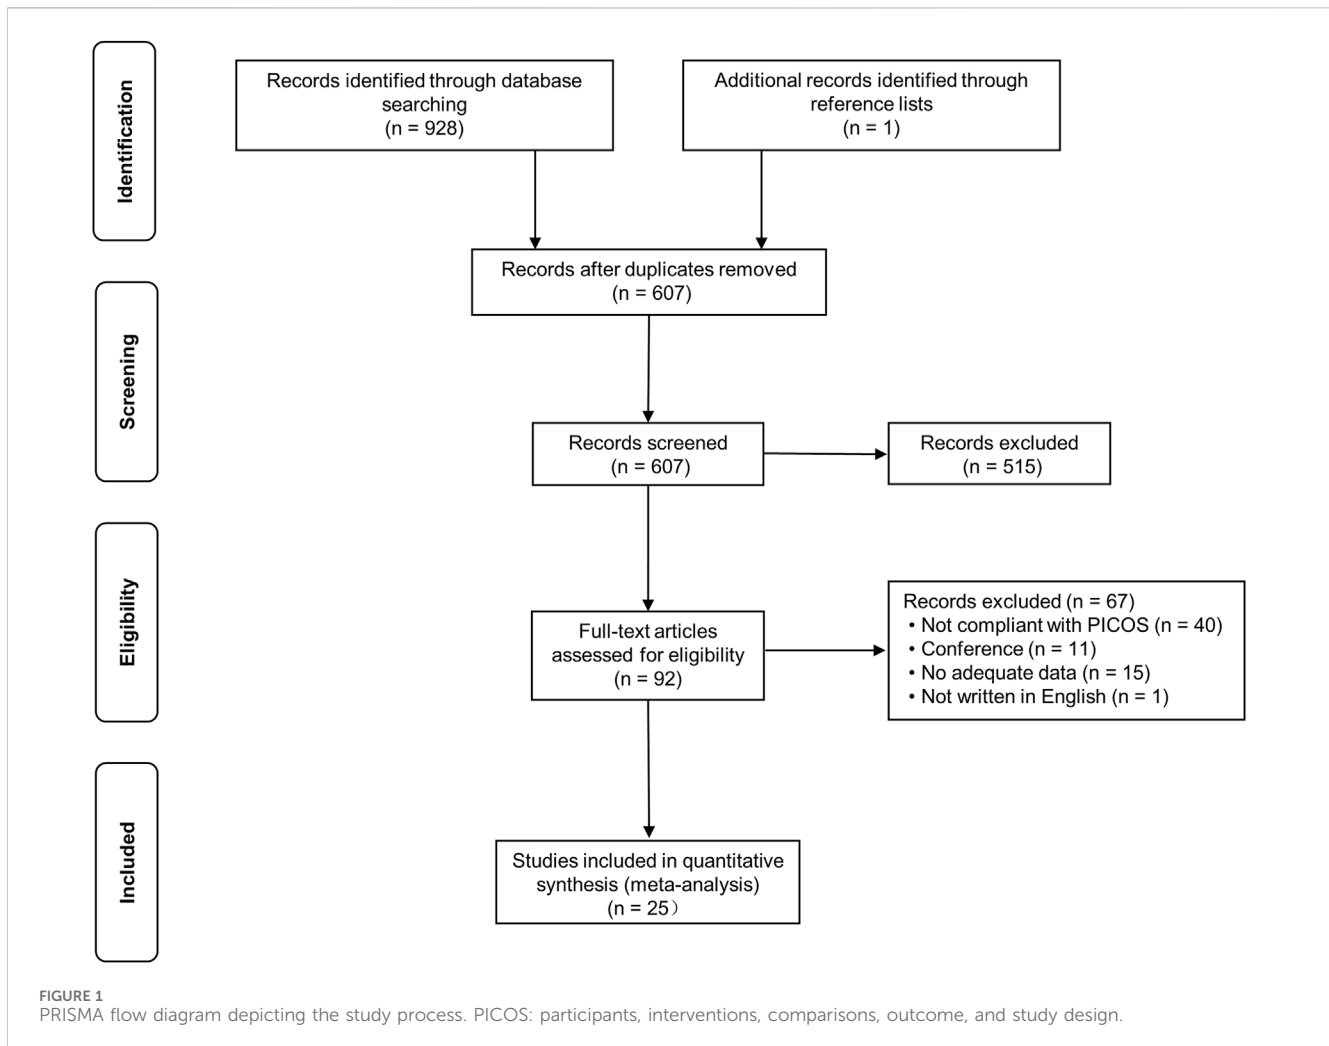 Identification
Records identified through database
searching
(n = 928)
Additional records identified through
reference lists
(n = 1)
Records after duplicates removed
(n = 607)
Screening
Records screened
(n = 607)
Records excluded
(n = 515)
Eligibility
Full-text articles
assessed for eligibility
(n = 92)
Records excluded (n = 67)
• Not compliant with PICOS (n = 40)
• Conference (n = 11)
• No adequate data (n = 15)
• Not written in English (n = 1)
Included
Studies included in quantitative
synthesis (meta-analysis)
(n = 25）
FIGURE 1
PRISMA flow diagram depicting the study process. PICOS: participants, interventions, comparisons, outcome, and study design.